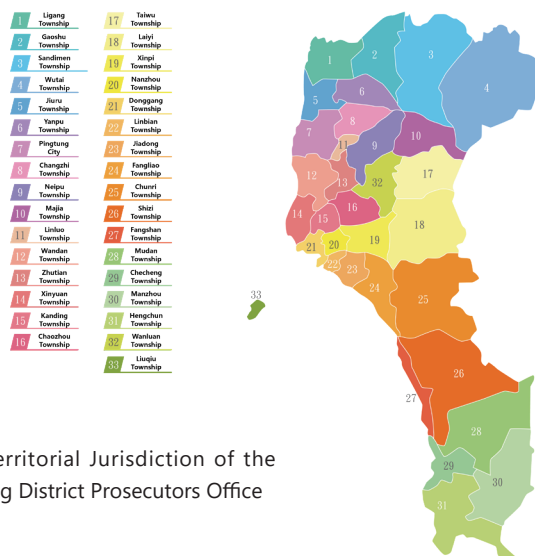 1 Ligang
Township
2 Gaoshu
Township
3 Sandimen
Township
4 Wutai
Township
5 Jiuru
Township
6 Yanpu
Township
7 Pingtung
City
8 Changzhi
Township
9 Neipu
Township
10 Majia
Township
11 Linluo
Township
12 Wandan
Township
13 Zhutian
Township
14 Xinyuan
Township
15 Kanding
Township
16 Chaozhou
Township
17 Taiwu
Township
18 Laiyi
Township
19 Xinpi
Township
20 Nanzhou
Township
21 Donggang
Township
22 Linbian
Township
23 Jiadong
Township
24 Fangliao
Township
25 Chunri
Township
26 Shizi
Township
27 Fangshan
Township
28 Mudan
Township
29 Checheng
Township
30 Manzhou
Township
31 Hengchun
Township
32 Wanluan
Township
33 Liuqiu
Township
1
2
3
4
5
6
7
8
9
10
11
12
13
32
17
14
15
16
18
21
20
19
22
23
24
33
25
26
27
28
29
30
31
erritorial Jurisdiction of the
g District Prosecutors Office